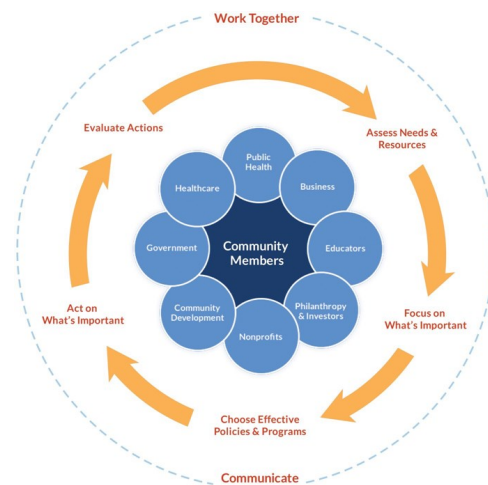 Work Together
Evaluate Actions
Assess Needs &
Resources
Public
Health
Healthcare
Business
Government
Community
Members
Educators
Community
Development
Philanthropy
& Investors
Nonprofits
Act on
What's Important
Focus on
What's Important
Choose Effective
Policies & Programs
Communicate